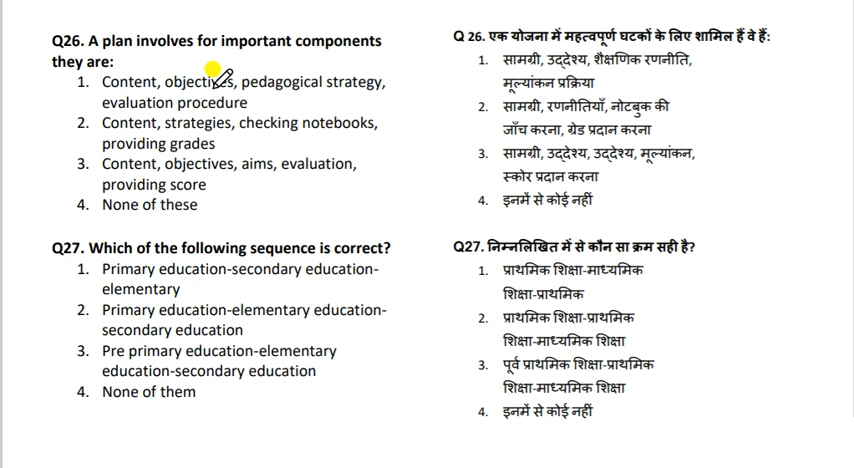 Q26. A plan involves for important components
they are:
1. Content, objectives, pedagogical strategy,
evaluation procedure
2. Content, strategies, checking notebooks,
providing grades
3. Content, objectives, aims, evaluation,
providing score
4. None of these
Q27. Which of the following sequence is correct?
1. Primary education-secondary education-
elementary
2. Primary education-elementary education-
secondary education
3. Pre primary education-elementary
education-secondary education
4. None of them
Q 26. एक योजना में महत्वपूर्ण घटकों के लिए शामिल हैं वे हैं:
1. सामग्री, उद्देश्य, शैक्षणिक रणनीति,
मूल्यांकन प्रक्रिया
2. सामग्री, रणनीतियाँ, नोटबुक की
जाँच करना, ग्रेड प्रदान करना
3. सामग्री, उद्देश्य, उद्देश्य, मूल्यांकन,
स्कोर प्रदान करना
4. इनमें से कोई नहीं
Q27. निम्नलिखित में से कौन सा क्रम सही है?
1. प्राथमिक शिक्षा-माध्यमिक
शिक्षा-प्राथमिक
2. प्राथमिक शिक्षा-प्राथमिक
शिक्षा-माध्यमिक शिक्षा
3. पूर्व प्राथमिक शिक्षा-प्राथमिक
शिक्षा-माध्यमिक शिक्षा
4. इनमें से कोई नहीं